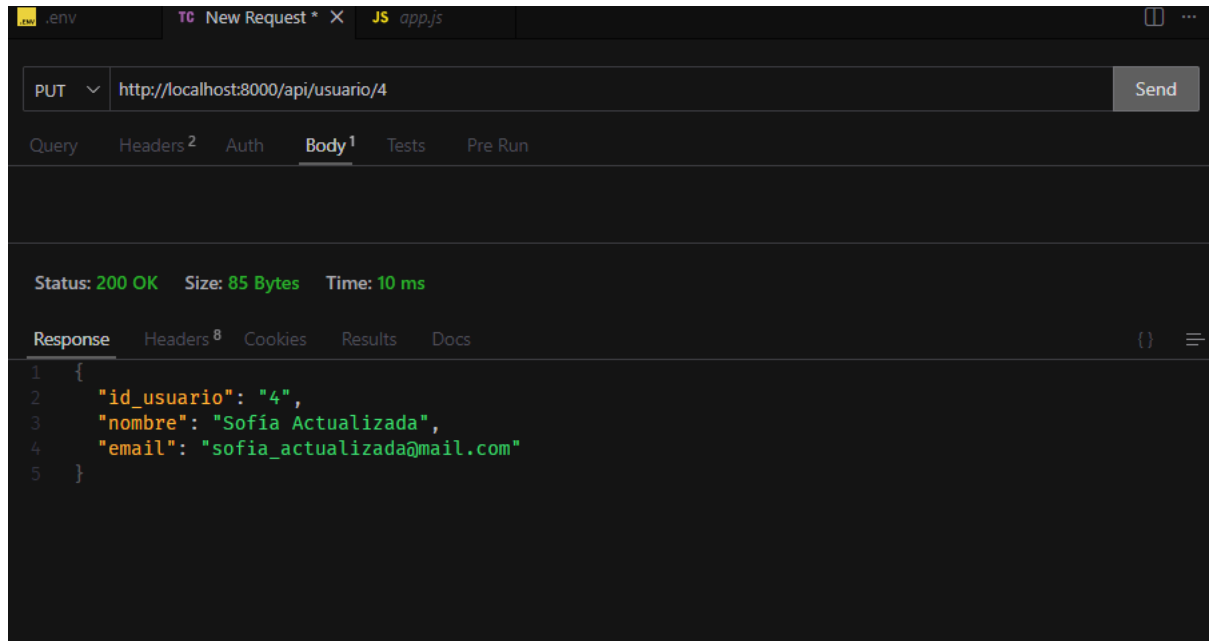 .env .env TC New Request * × JS app.js ...
PUT http://localhost:8000/api/usuario/4 Send
Query Headers 2 Auth Body 1 Tests Pre Run
Status: 200 OK Size: 85 Bytes Time: 10 ms
Response Headers 8 Cookies Results Docs { }
1 {
2 "id_usuario": "4",
3 "nombre": "Sofía Actualizada",
4 "email": "sofia_actualizada@mail.com"
5 }